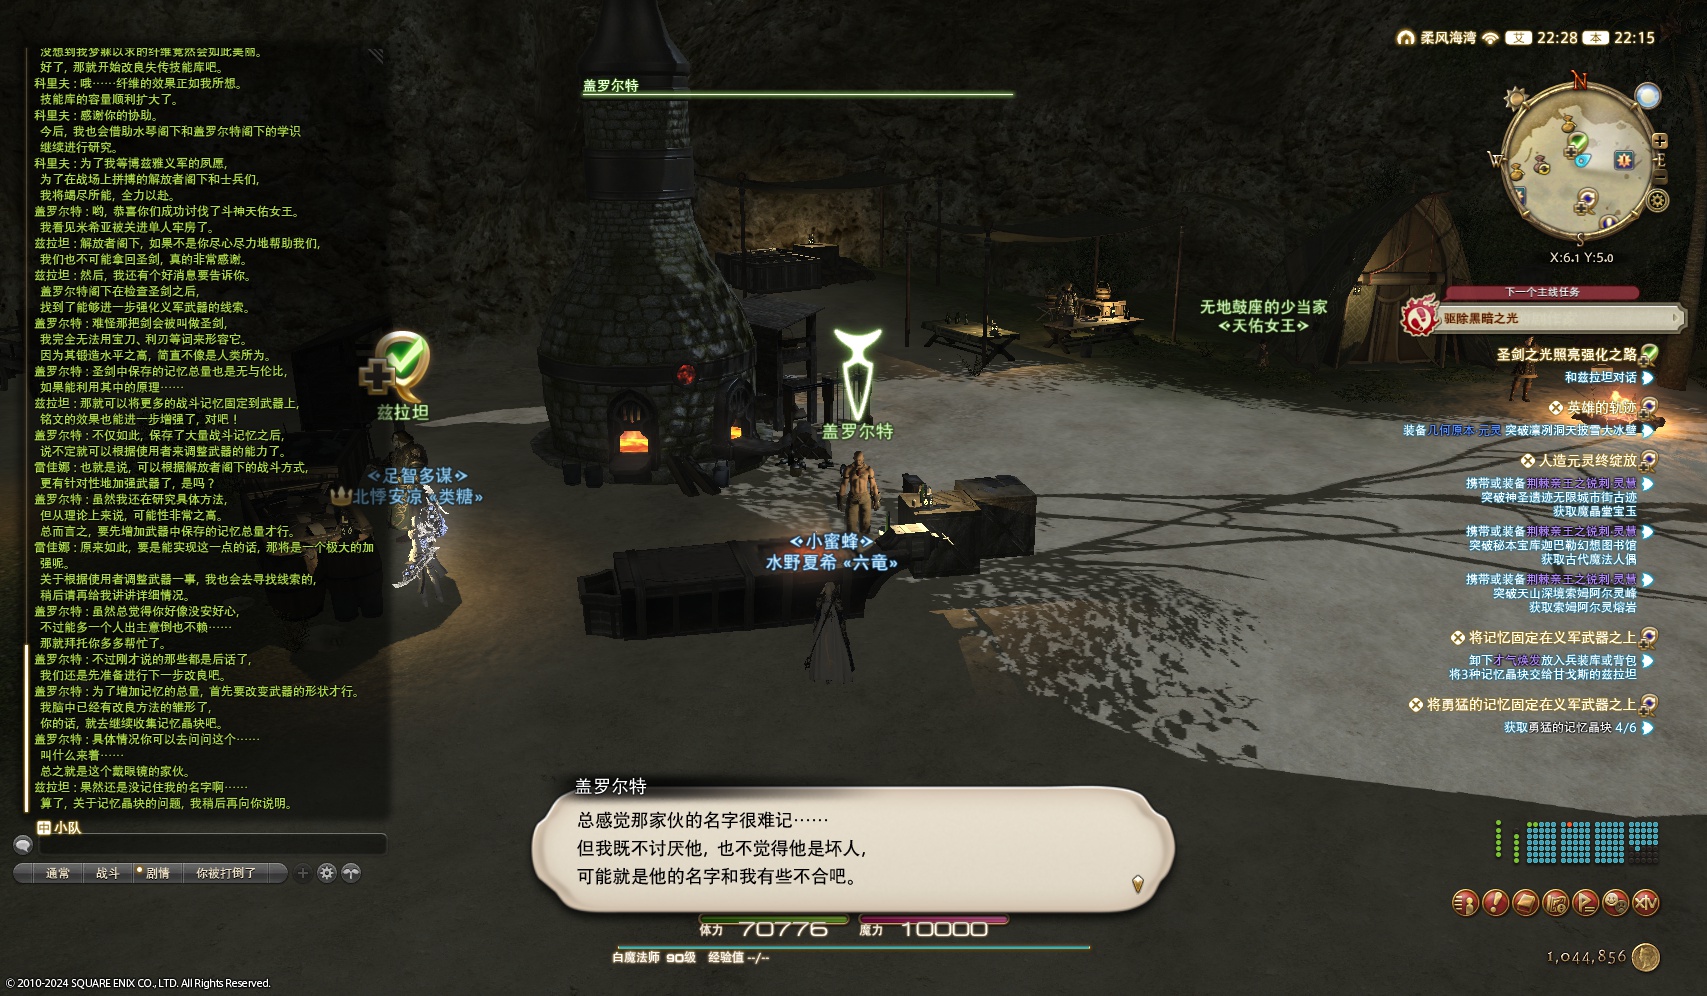 没想到我梦寐以求的纤维竟然会如此美丽。
好了，那就开始改良失传技能库吧。
科里夫：哦……纤维的效果正如我所想。
技能库的容量顺利扩大了。
科里夫：感谢你的协助。
今后，我也会借助水琴阁下和盖罗尔特阁下的学识
继续进行研究。
科里夫：为了我等博兹雅义军的夙愿，
为了在战场上拼搏的解放者阁下和士兵们，
我将竭尽所能，全力以赴。
盖罗尔特：哟，恭喜你们成功讨伐了斗神天佑女王。
我看见米希亚被关进单人牢房了。
兹拉坦：解放者阁下，如果不是你尽心尽力地帮助我们，
我们也不可能拿回圣剑，真的非常感谢。
兹拉坦：然后，我还有个好消息要告诉你。
盖罗尔特阁下在检查圣剑之后，
找到了能够进一步强化义军武器的线索。
盖罗尔特：难怪那把剑会被叫做圣剑，
我完全无法用宝刀、利刃等词来形容它。
因为其锻造水平之高，简直不像是人类所为。
盖罗尔特：圣剑中保存的记忆总量也是无与伦比，
如果能利用其中的原理……
兹拉坦：那就可以将更多的战斗记忆固定到武器上，
铭文的效果也能进一步增强了，对吧！
盖罗尔特：不仅如此，保存了大量战斗记忆之后，
说不定就可以根据使用者来调整武器的能力了。
雷佳娜：也就是说，可以根据解放者阁下的战斗方式，
更有针对性地加强武器了，是吗？
盖罗尔特：虽然我还在研究具体方法，
但从理论上来说，可能性非常之高。
总而言之，要先增加武器中保存的记忆总量才行。
雷佳娜：原来如此，要是能实现这一点的话，那将是一个极大的加
强呢。
关于根据使用者调整武器一事，我也会去寻找线索的，
稍后请再给我讲讲详细情况。
盖罗尔特：虽然总觉得你好像没安好心，
不过能多一个人出主意倒也不赖……
那就拜托你多多帮忙了。
盖罗尔特：不过刚才说的那些都是后话了，
我们还是先准备进行下一步改良吧。
盖罗尔特：为了增加记忆的总量，首先要改变武器的形状才行。
我脑中已经有改良方法的雏形了，
你的话，就去继续收集记忆晶块吧。
盖罗尔特：具体情况你可以去问问这个……
叫什么来着……
总之就是这个戴眼镜的家伙。
兹拉坦：果然还是没记住我的名字啊……
算了，关于记忆晶块的问题，我稍后再向你说明。
中 小队
通常 战斗 剧情 你被打倒了
© 2010-2024 SQUARE ENIX CO., LTD. All Rights Reserved.
盖罗尔特
兹拉坦
«足智多谋»
北悸安凉 «类糖»
盖罗尔特
«小蜜蜂»
水野夏希 «六竜»
无地鼓座的少当家
«天佑女王»
盖罗尔特
总感觉那家伙的名字很难记……
但我既不讨厌他，也不觉得他是坏人，
可能就是他的名字和我有些不合吧。
体力 70776 魔力 10000
白魔法师 90级 经验值 --/--
柔风海湾 艾 22:28 本 22:15
N
W
E
S
X:6.1 Y:5.0
下一个主线任务
驱除黑暗之光
圣剑之光照亮强化之路
和兹拉坦对话
英雄的轨迹
装备几何原本 元灵 突破凛冽洞天披雪大冰壁
人造元灵终绽放
携带或装备荆棘亲王之锐刺·灵慧
突破神圣遗迹无限城市街古迹
获取魔晶堂宝玉
携带或装备荆棘亲王之锐刺·灵慧
突破秘本宝库迦巴勒幻想图书馆
获取古代魔法人偶
携带或装备荆棘亲王之锐刺·灵慧
突破天山深境索姆阿尔灵峰
获取索姆阿尔灵熔岩
将记忆固定在义军武器之上
卸下才气焕发放入兵装库或背包
将3种记忆晶块交给甘戈斯的兹拉坦
将勇猛的记忆固定在义军武器之上
获取勇猛的记忆晶块 4/6
XIV
1,044,856